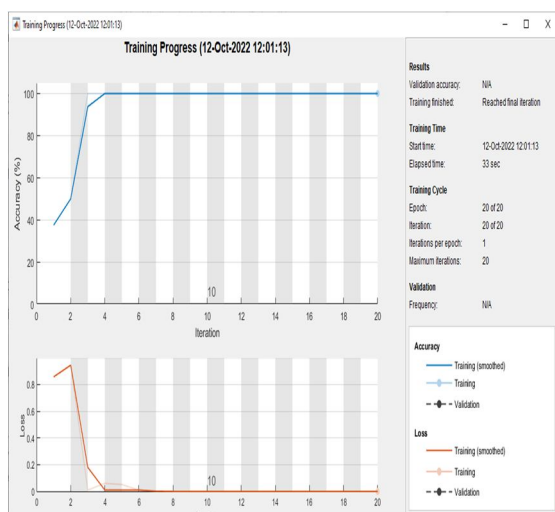 Training Progress (12-Oct-2022 12:01:13)
Training Progress (12-Oct-2022 12:01:13)
Accuracy (%)
100
80
60
40
20
0
10
0 2 4 6 8 10 12 14 16 18 20
Iteration
Loss
0.8
0.6
0.4
0.2
0
10
0 2 4 6 8 10 12 14 16 18 20
Results
Validation accuracy: N/A
Training finished: Reached final iteration
Training Time
Start time: 12-Oct-2022 12:01:13
Elapsed time: 33 sec
Training Cycle
Epoch: 20 of 20
Iteration: 20 of 20
Iterations per epoch: 1
Maximum iterations: 20
Validation
Frequency: N/A
Accuracy
Training (smoothed)
Training
Validation
Loss
Training (smoothed)
Training
Validation